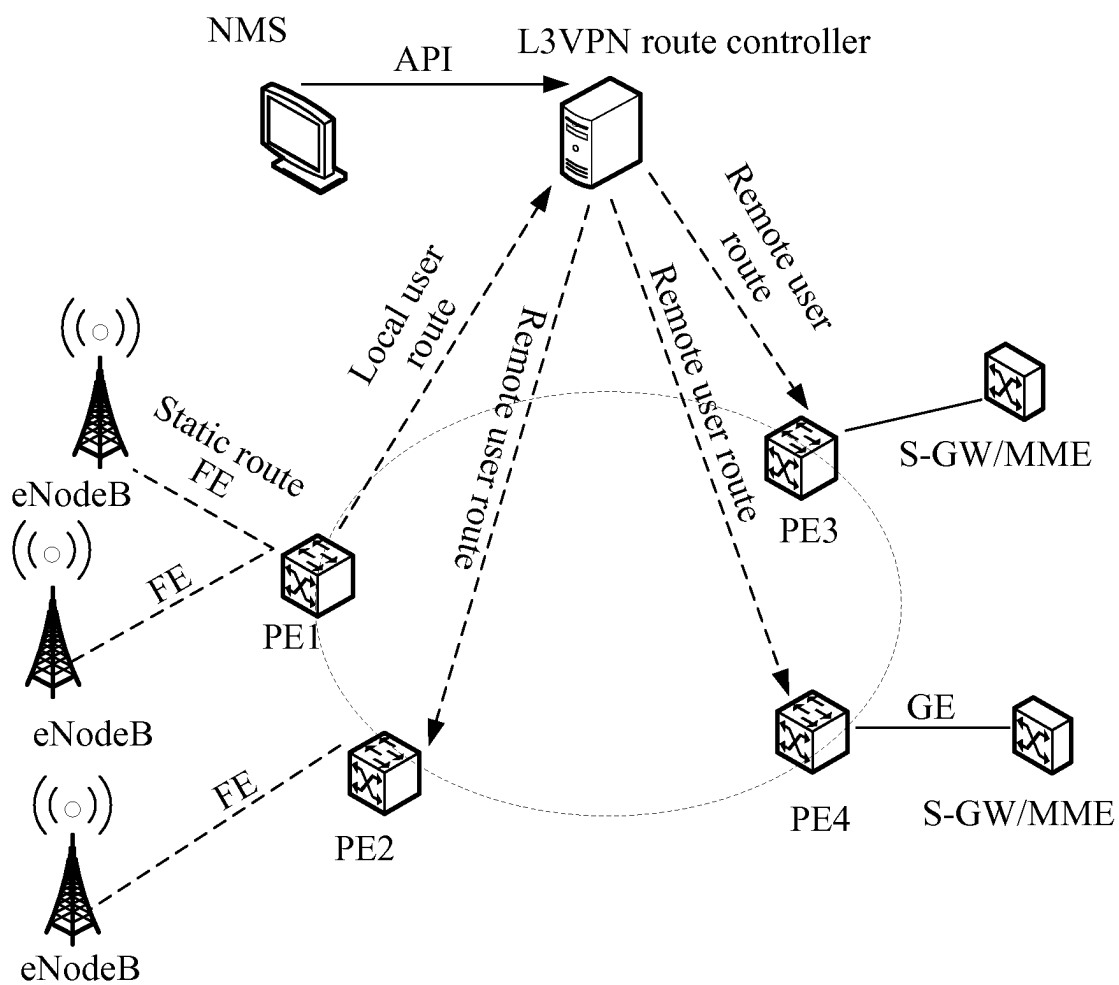 NMS
L3VPN route controller
API
Local user
route
Remote user route
Remote user route
Remote user
route
Static route
FE
eNodeB
FE
eNodeB
FE
eNodeB
PE1
PE2
PE3
S-GW/MME
PE4
GE
S-GW/MME